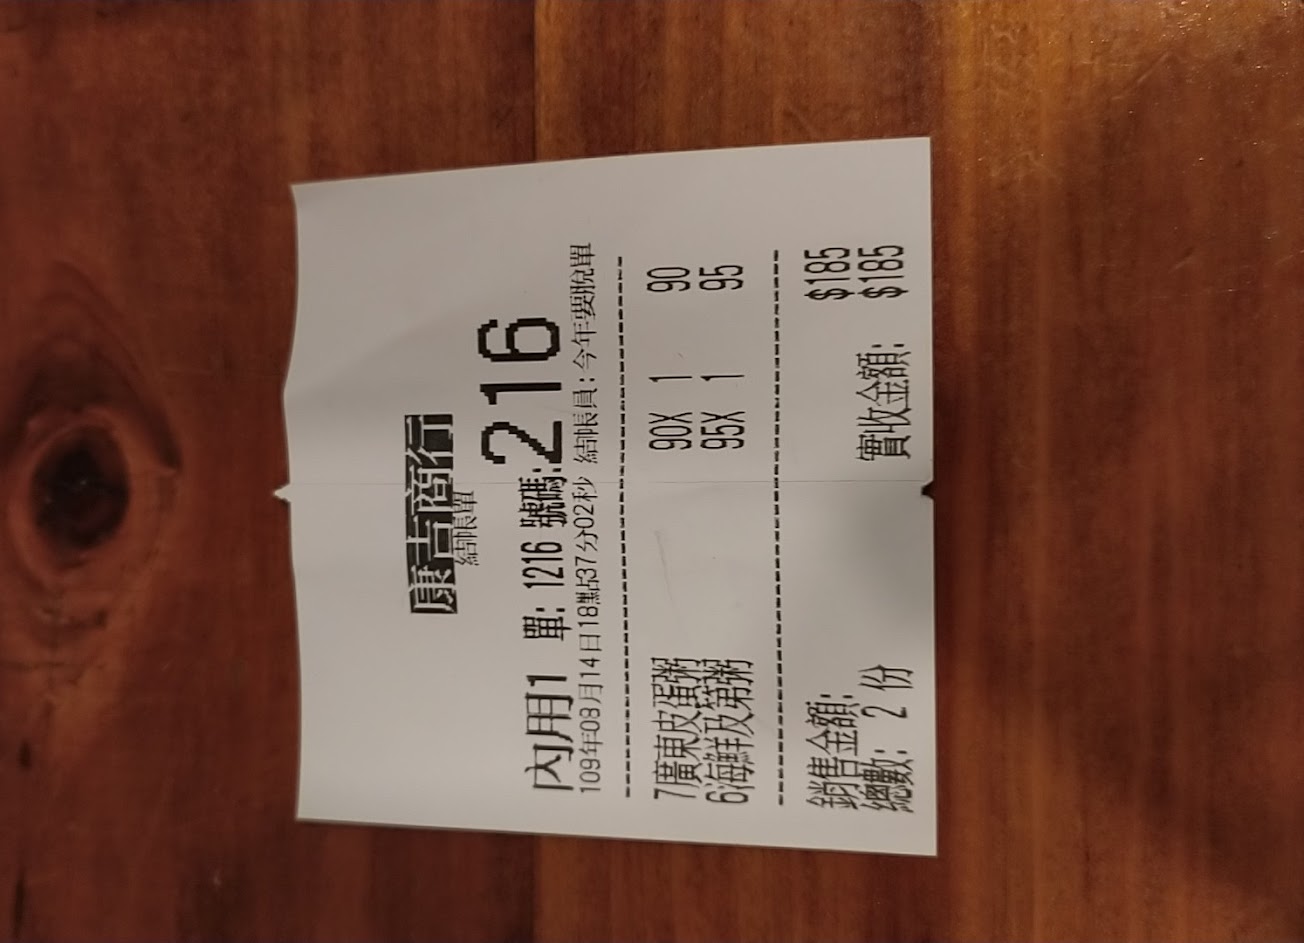 康吉商行
結帳單
內用1 單: 1216 號碼:216
109年08月14日18點37分02秒 結帳員:今年要脫單
7廣東皮蛋粥 90X 1 90
6海鮮及第粥 95X 1 95
銷售金額: $185
總數: 2 份 實收金額: $185